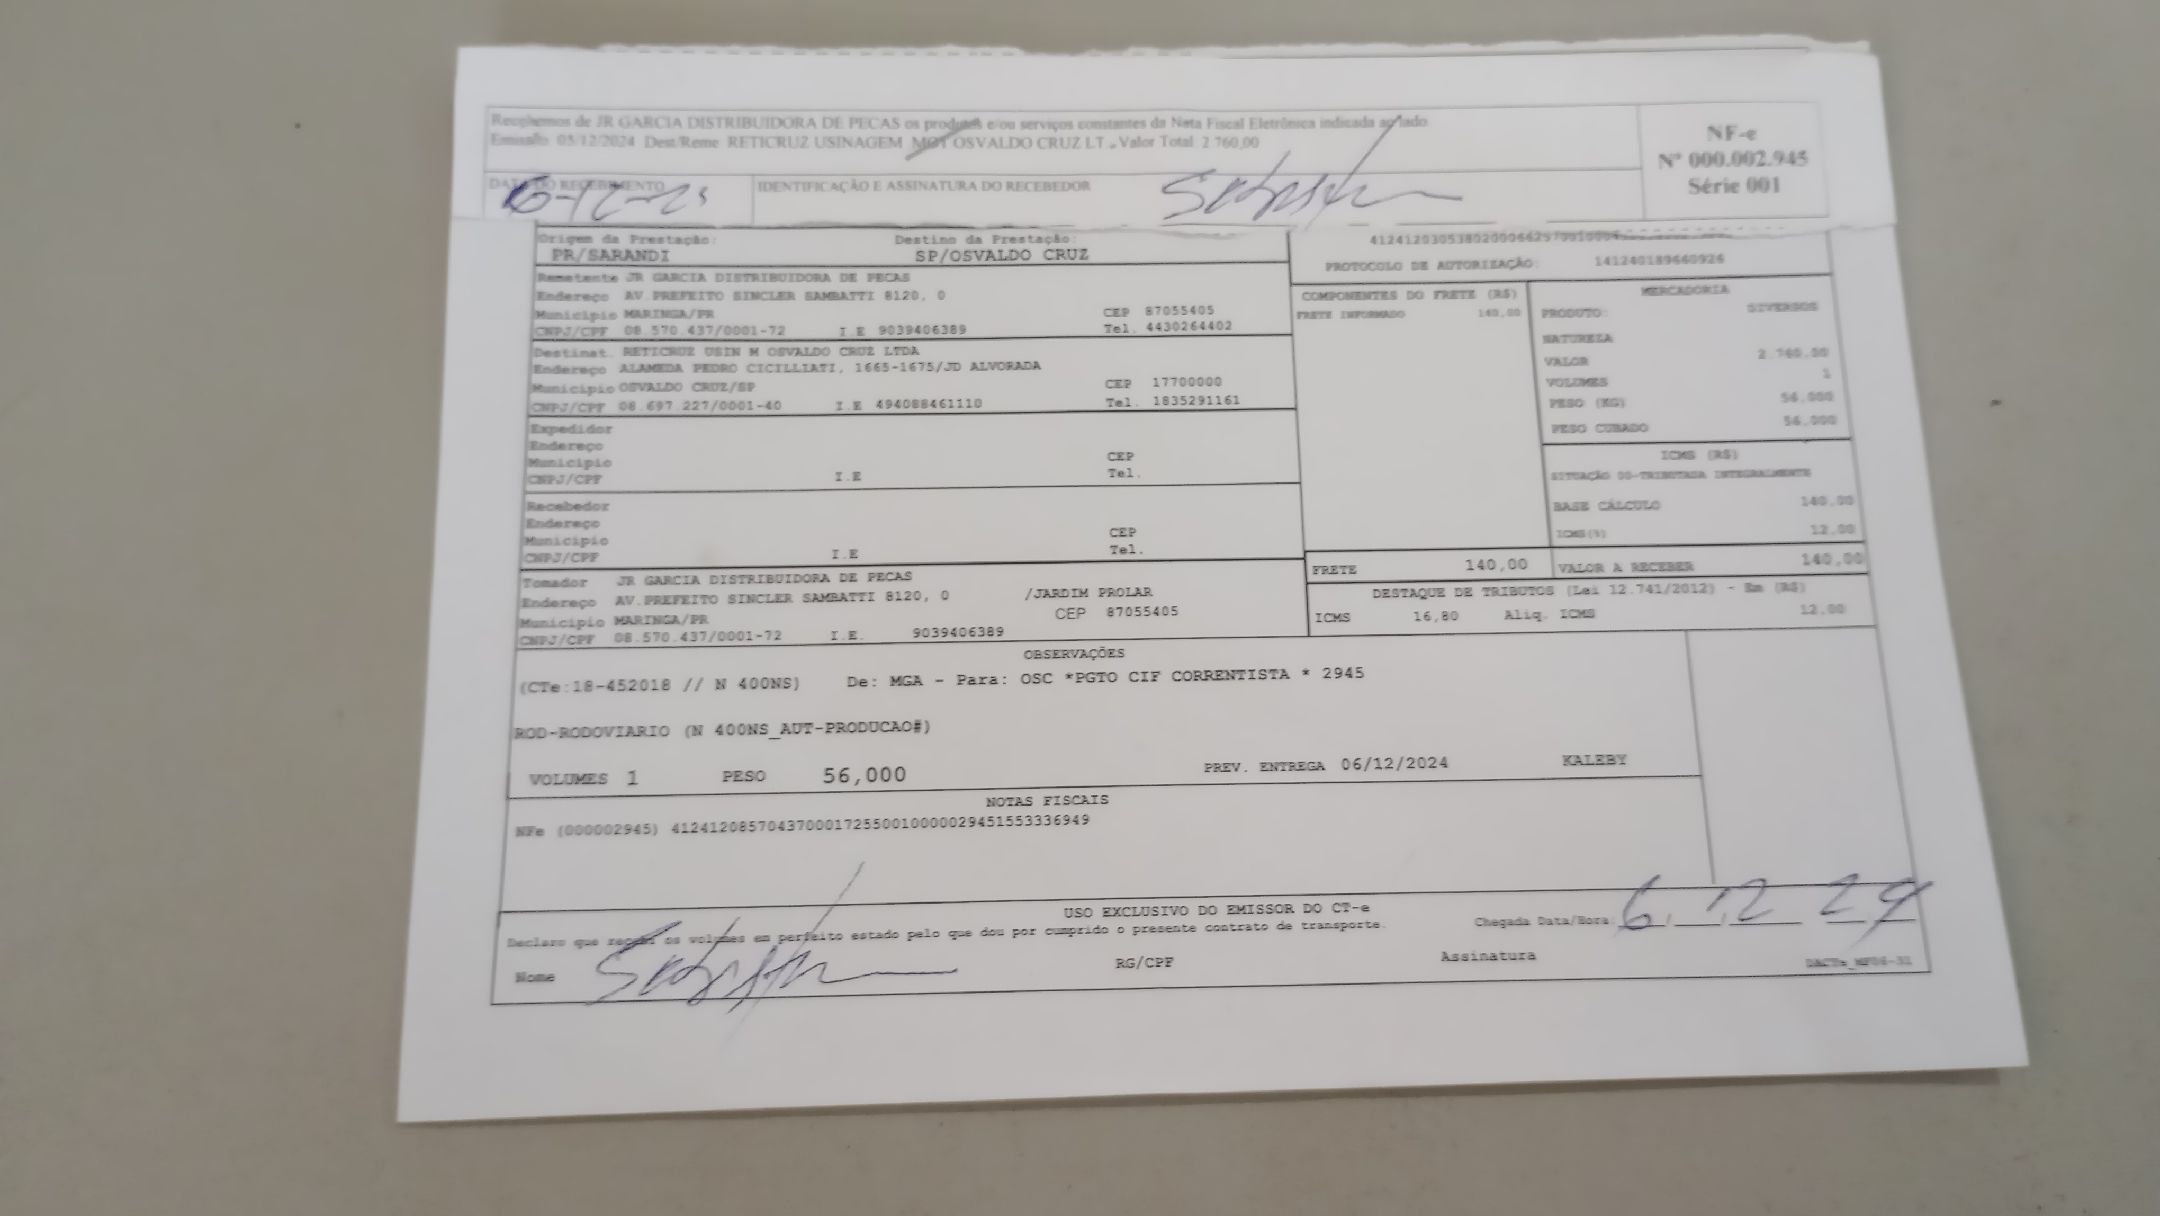 Recebemos de JR GARCIA DISTRIBUIDORA DE PECAS os produtos e/ou serviços constantes da Nota Fiscal Eletrônica indicada ao lado
Emissão 05/12/2024 Dest/Reme RETICRUZ USINAGEM MOT OSVALDO CRUZ LT - Valor Total 2.760,00
NF-e
Nº 000.002.945
Série 001
DATA DO RECEBIMENTO
IDENTIFICAÇÃO E ASSINATURA DO RECEBEDOR
Origem da Prestação: Destino da Prestação:
PR/SARANDI SP/OSVALDO CRUZ
PROTOCOLO DE AUTORIZAÇÃO: 141240189640926
Remetente JR GARCIA DISTRIBUIDORA DE PECAS
Endereço AV.PREFEITO SINCLER SAMBATTI 8120, 0
Município MARINGA/PR CEP 87055405
CNPJ/CPF 08.570.437/0001-72 I.E 9039406389 Tel. 4430264402
Destinat. RETICRUZ USIN M OSVALDO CRUZ LTDA
Endereço ALAMEDA PEDRO CICILLIATI, 1665-1675/JD ALVORADA
Município OSVALDO CRUZ/SP CEP 17700000
CNPJ/CPF 08.697.227/0001-40 I.E 494088461110 Tel. 1835291161
Expedidor
Endereço
Município CEP
CNPJ/CPF I.E Tel.
Recebedor
Endereço
Município CEP
CNPJ/CPF I.E Tel.
Tomador JR GARCIA DISTRIBUIDORA DE PECAS
Endereço AV.PREFEITO SINCLER SAMBATTI 8120, 0 /JARDIM PROLAR
Município MARINGA/PR CEP 87055405
CNPJ/CPF 08.570.437/0001-72 I.E. 9039406389
COMPONENTES DO FRETE (R$)
FRETE INFORMADO 140,00
MERCADORIA
PRODUTO: DIVERSOS
NATUREZA
VALOR 2.760,00
VOLUMES 1
PESO (KG) 56,000
PESO CUBADO 56,000
ICMS (R$)
SITUAÇÃO 00-TRIBUTADA INTEGRALMENTE
BASE CÁLCULO 140,00
ICMS(%) 12,00
FRETE 140,00 VALOR A RECEBER 140,00
DESTAQUE DE TRIBUTOS (Lei 12.741/2012) - Em (R$)
ICMS 16,80 Aliq. ICMS 12,00
OBSERVAÇÕES
(CTe:18-452018 // N 400NS) De: MGA - Para: OSC *PGTO CIF CORRENTISTA * 2945
ROD-RODOVIARIO (N 400NS_AUT-PRODUCAO#)
VOLUMES 1 PESO 56,000 PREV. ENTREGA 06/12/2024 KALEBY
NOTAS FISCAIS
NFe (000002945) 41241208570437000172550010000029451553336949
USO EXCLUSIVO DO EMISSOR DO CT-e
Declaro que recebi os volumes em perfeito estado pelo que dou por cumprido o presente contrato de transporte.
Chegada Data/Hora: 6 12 24
Nome RG/CPF Assinatura